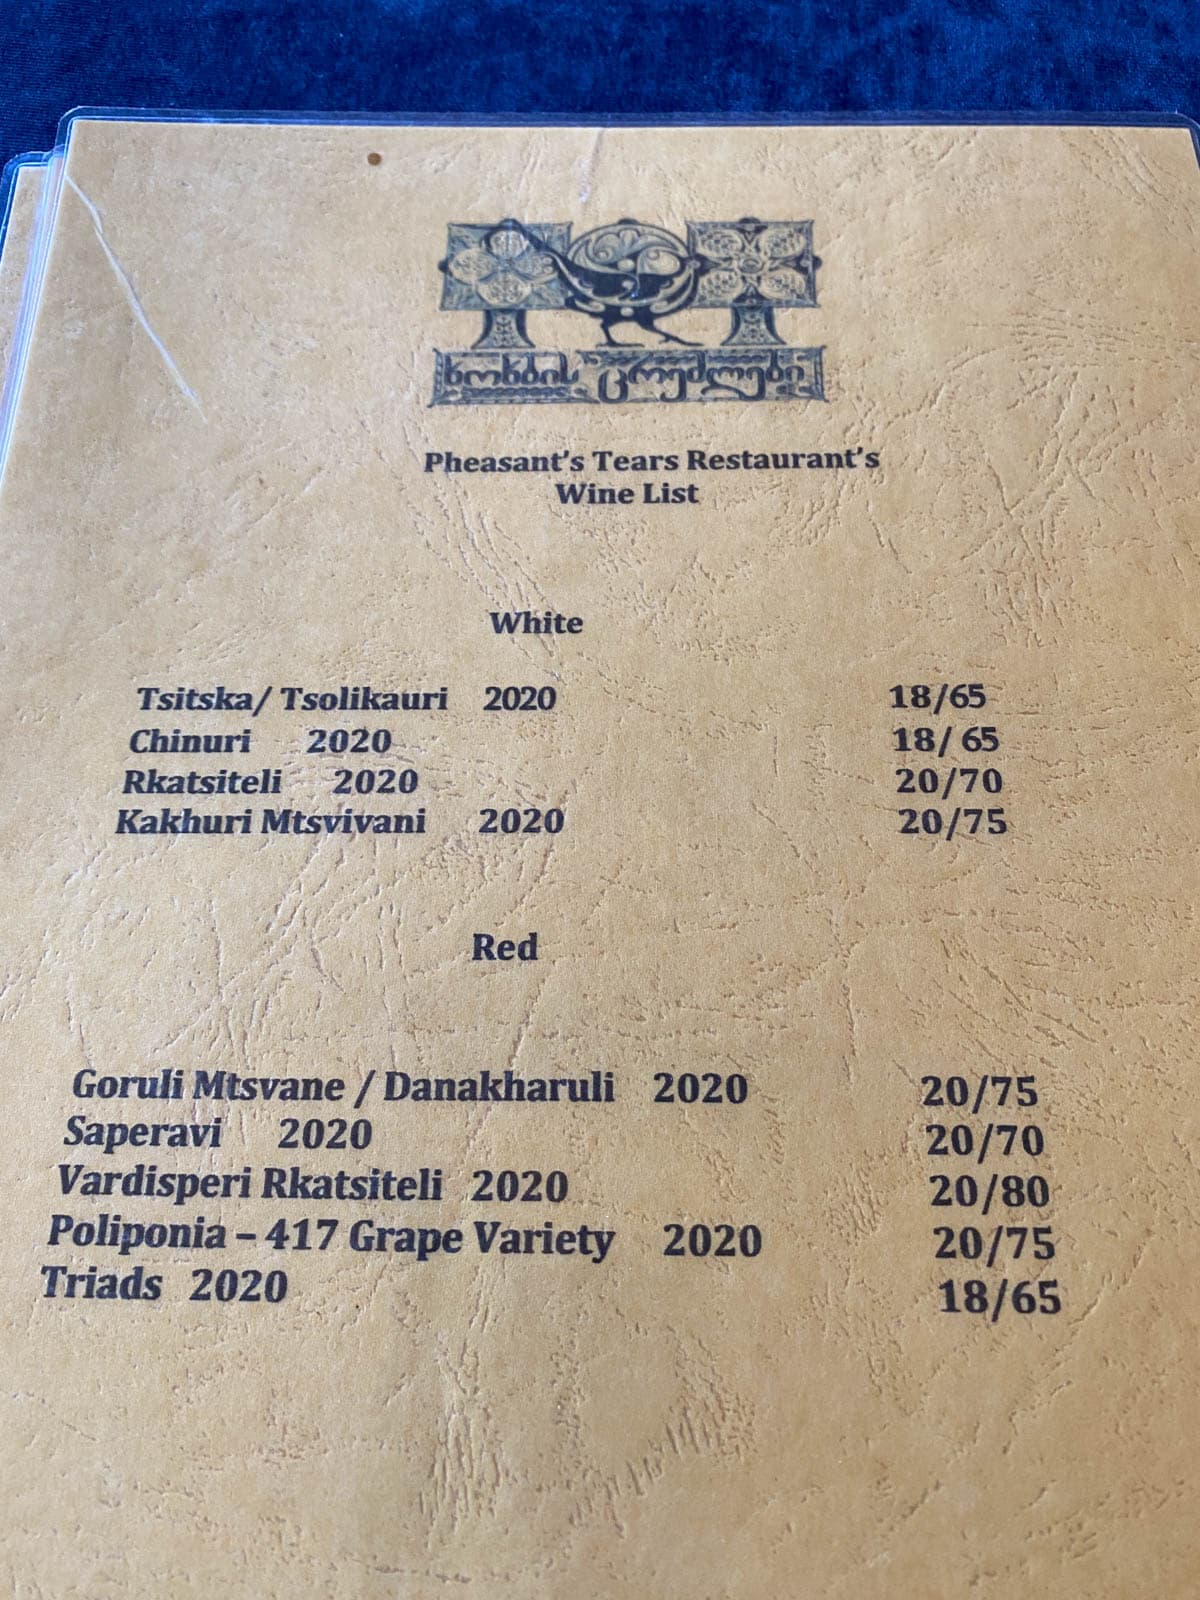 ხოხბის ცრემლები
Pheasant's Tears Restaurant's
Wine List
White
Tsitska/ Tsolikauri 2020 18/65
Chinuri 2020 18/ 65
Rkatsiteli 2020 20/70
Kakhuri Mtsvivani 2020 20/75
Red
Goruli Mtsvane / Danakharuli 2020 20/75
Saperavi 2020 20/70
Vardisperi Rkatsiteli 2020 20/80
Poliponia – 417 Grape Variety 2020 20/75
Triads 2020 18/65